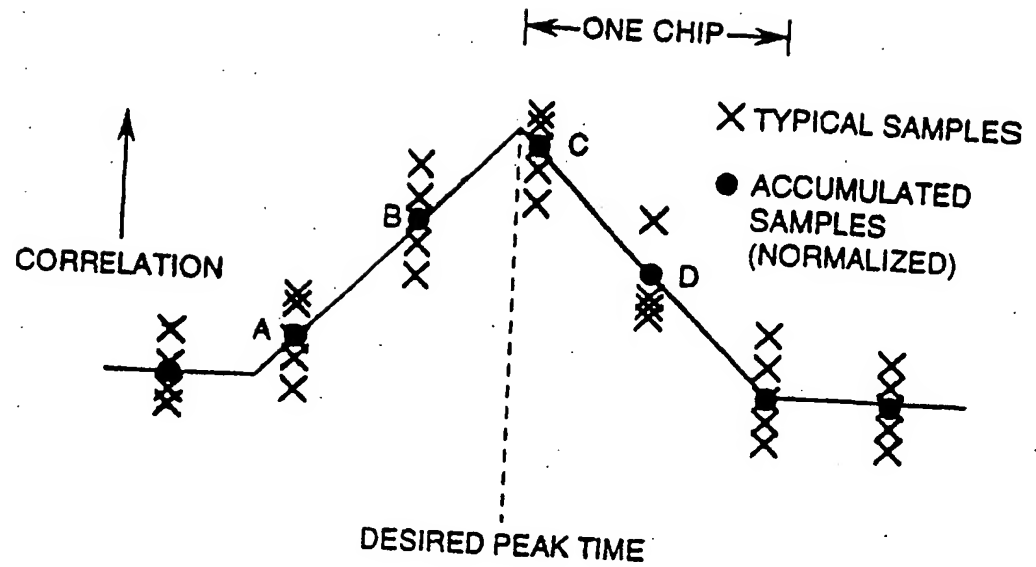 ONE CHIP
X TYPICAL SAMPLES
● ACCUMULATED
SAMPLES
(NORMALIZED)
CORRELATION
A
B
C
D
DESIRED PEAK TIME